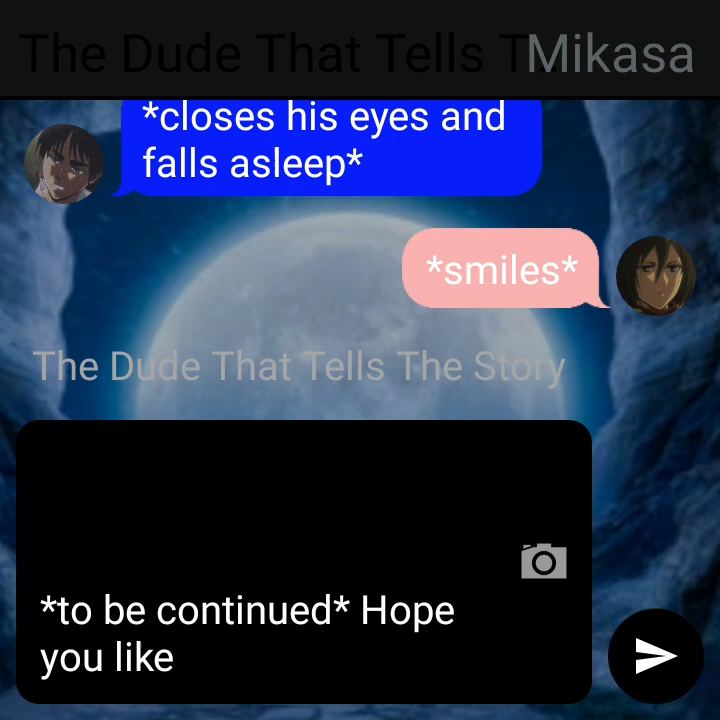 The Dude That Tells T
Mikasa
*closes his eyes and
falls asleep*
*smiles*
The Dude That Tells The Story
*to be continued* Hope
you like